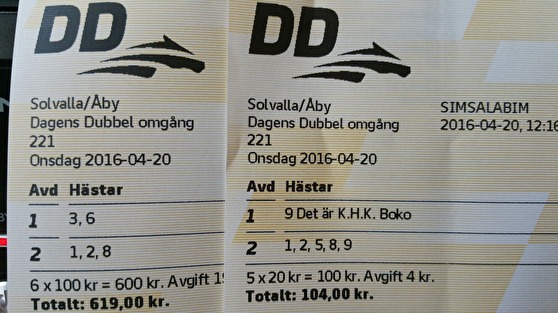 DD
Solvalla/Åby
Dagens Dubbel omgång
221
Onsdag 2016-04-20
Avd Hästar
1 3, 6
2 1, 2, 8
6 x 100 kr = 600 kr. Avgift
Totalt: 619,00 kr.
DD
Solvalla/Åby
Dagens Dubbel omgång
221
Onsdag 2016-04-20
SIMSALABIM
2016-04-20, 12:16
Avd Hästar
1 9 Det är K.H.K. Boko
2 1, 2, 5, 8, 9
5 x 20 kr = 100 kr. Avgift 4 kr.
Totalt: 104,00 kr.